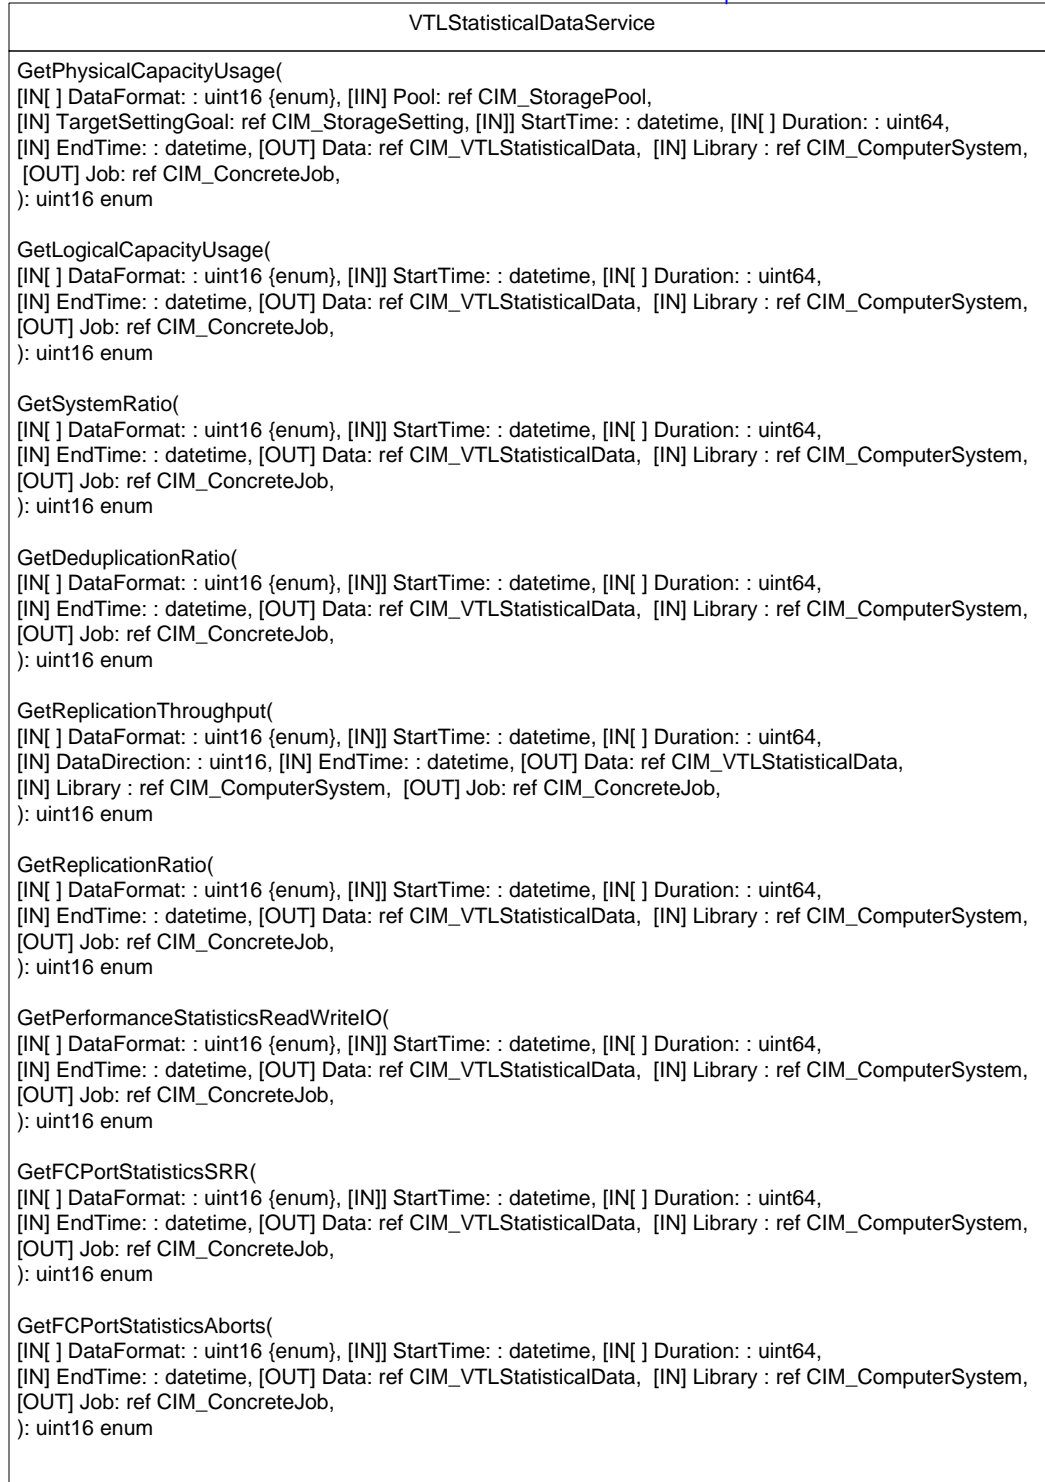 VTLStatisticalDataService
GetPhysicalCapacityUsage(
[IN[ ] DataFormat: : uint16 {enum}, [IIN] Pool: ref CIM_StoragePool,
[IN] TargetSettingGoal: ref CIM_StorageSetting, [IN]] StartTime: : datetime, [IN[ ] Duration: : uint64,
[IN] EndTime: : datetime, [OUT] Data: ref CIM_VTLStatisticalData,  [IN] Library : ref CIM_ComputerSystem,
[OUT] Job: ref CIM_ConcreteJob,
): uint16 enum
GetLogicalCapacityUsage(
[IN[ ] DataFormat: : uint16 {enum}, [IN]] StartTime: : datetime, [IN[ ] Duration: : uint64,
[IN] EndTime: : datetime, [OUT] Data: ref CIM_VTLStatisticalData,  [IN] Library : ref CIM_ComputerSystem,
[OUT] Job: ref CIM_ConcreteJob,
): uint16 enum
GetSystemRatio(
[IN[ ] DataFormat: : uint16 {enum}, [IN]] StartTime: : datetime, [IN[ ] Duration: : uint64,
[IN] EndTime: : datetime, [OUT] Data: ref CIM_VTLStatisticalData,  [IN] Library : ref CIM_ComputerSystem,
[OUT] Job: ref CIM_ConcreteJob,
): uint16 enum
GetDeduplicationRatio(
[IN[ ] DataFormat: : uint16 {enum}, [IN]] StartTime: : datetime, [IN[ ] Duration: : uint64,
[IN] EndTime: : datetime, [OUT] Data: ref CIM_VTLStatisticalData,  [IN] Library : ref CIM_ComputerSystem,
[OUT] Job: ref CIM_ConcreteJob,
): uint16 enum
GetReplicationThroughput(
[IN[ ] DataFormat: : uint16 {enum}, [IN]] StartTime: : datetime, [IN[ ] Duration: : uint64,
[IN] DataDirection: : uint16, [IN] EndTime: : datetime, [OUT] Data: ref CIM_VTLStatisticalData,
[IN] Library : ref CIM_ComputerSystem,  [OUT] Job: ref CIM_ConcreteJob,
): uint16 enum
GetReplicationRatio(
[IN[ ] DataFormat: : uint16 {enum}, [IN]] StartTime: : datetime, [IN[ ] Duration: : uint64,
[IN] EndTime: : datetime, [OUT] Data: ref CIM_VTLStatisticalData,  [IN] Library : ref CIM_ComputerSystem,
[OUT] Job: ref CIM_ConcreteJob,
): uint16 enum
GetPerformanceStatisticsReadWriteIO(
[IN[ ] DataFormat: : uint16 {enum}, [IN]] StartTime: : datetime, [IN[ ] Duration: : uint64,
[IN] EndTime: : datetime, [OUT] Data: ref CIM_VTLStatisticalData,  [IN] Library : ref CIM_ComputerSystem,
[OUT] Job: ref CIM_ConcreteJob,
): uint16 enum
GetFCPortStatisticsSRR(
[IN[ ] DataFormat: : uint16 {enum}, [IN]] StartTime: : datetime, [IN[ ] Duration: : uint64,
[IN] EndTime: : datetime, [OUT] Data: ref CIM_VTLStatisticalData,  [IN] Library : ref CIM_ComputerSystem,
[OUT] Job: ref CIM_ConcreteJob,
): uint16 enum
GetFCPortStatisticsAborts(
[IN[ ] DataFormat: : uint16 {enum}, [IN]] StartTime: : datetime, [IN[ ] Duration: : uint64,
[IN] EndTime: : datetime, [OUT] Data: ref CIM_VTLStatisticalData,  [IN] Library : ref CIM_ComputerSystem,
[OUT] Job: ref CIM_ConcreteJob,
): uint16 enum